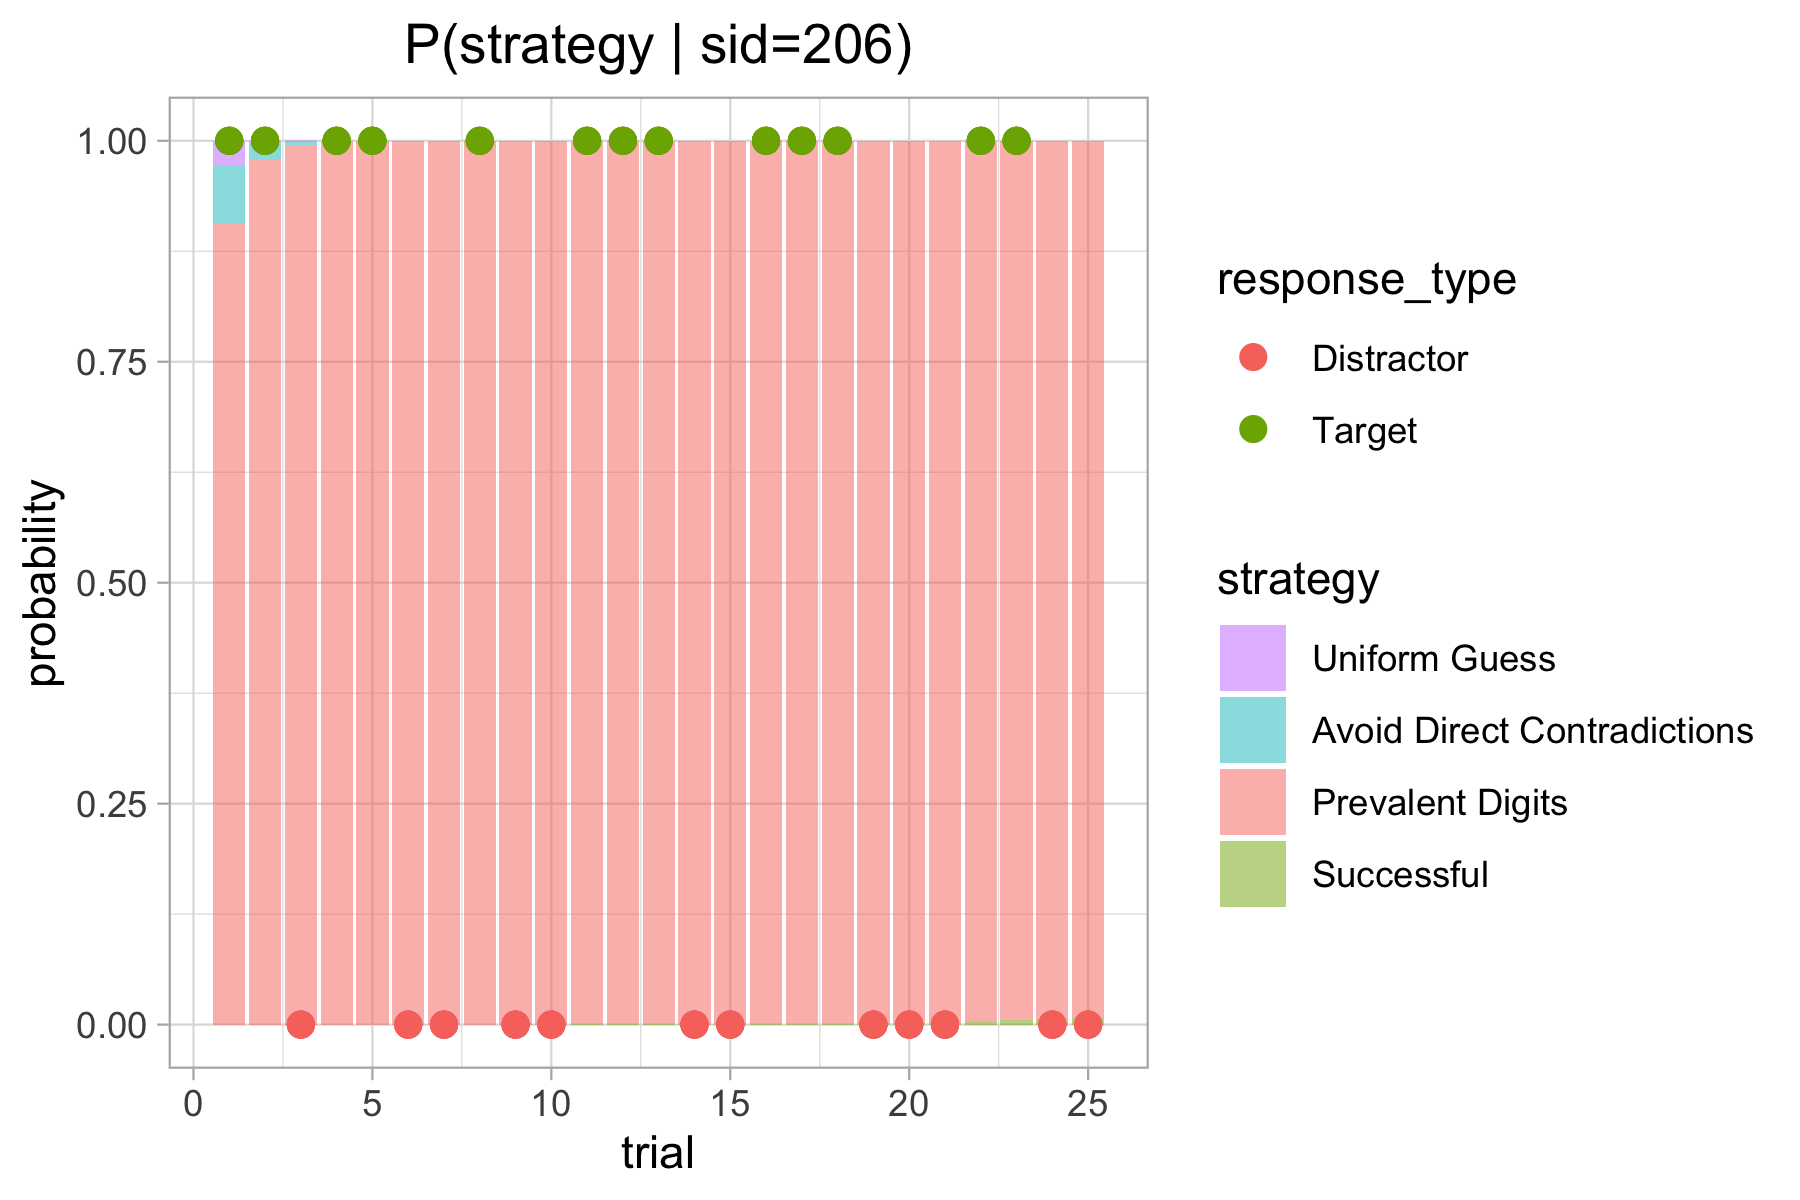 P(strategy | sid=206)
1.00
0.75
0.50
0.25
0.00
probability
0 5 10 15 20 25
trial
response_type
Distractor
Target
strategy
Uniform Guess
Avoid Direct Contradictions
Prevalent Digits
Successful